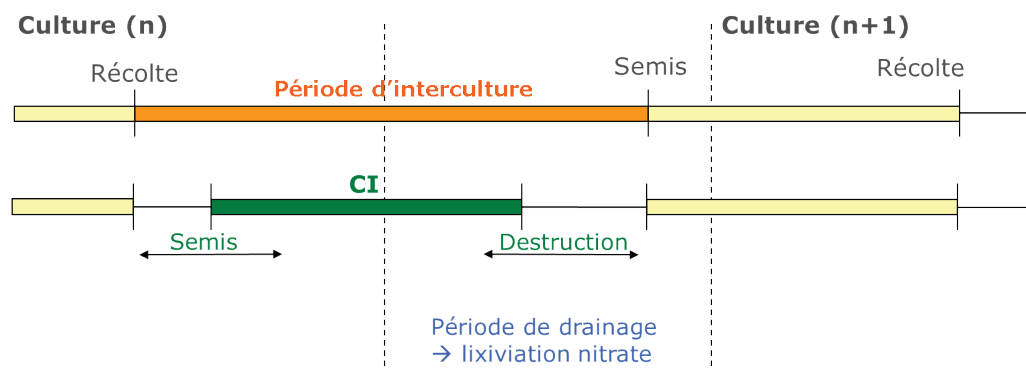 Culture (n)
Culture (n+1)
Récolte
Période d’interculture
Semis
Récolte
CI
Semis
Destruction
Période de drainage
→ lixiviation nitrate